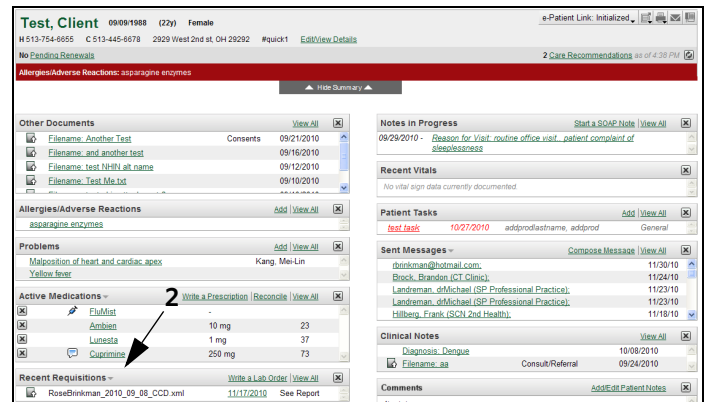 Test, Client 09/09/1988 (22y) Female
e-Patient Link: Initialized
H 513-754-6655 C 513-445-6678 2929 West 2nd st, OH 29292 #quick1 Edit/View Details
No Pending Renewals
2 Care Recommendations as of 4:36 PM
Allergies/Adverse Reactions: asparagine enzymes
Hide Summary
Other Documents View All
Filename: Another Test Consents 09/21/2010
Filename: and another test 09/16/2010
Filename: test NHIN alt name 09/12/2010
Filename: Test Me.txt 09/10/2010
Allergies/Adverse Reactions Add | View All
asparagine enzymes
Problems Add | View All
Malposition of heart and cardiac apex Kang, Mei-Lin
Yellow fever
Active Medications Write a Prescription | Reconcile | View All
2
FluMist -
Ambien 10 mg 23
Lunesta 1 mg 37
Cuprimine 250 mg 73
Recent Requisitions Write a Lab Order | View All
RoseBrinkman_2010_09_08_CCD.xml 11/17/2010 See Report
Notes in Progress Start a SOAP Note | View All
09/29/2010 - Reason for Visit: routine office visit.. patient complaint of
sleeplessness
Recent Vitals
No vital sign data currently documented.
Patient Tasks Add | View All
test task 10/27/2010 addprodlastname, addprod General
Sent Messages Compose Message | View All
rbrinkman@hotmail.com; 11/30/10
Brock, Brandon (CT Clinic); 11/24/10
Landreman, drMichael (SP Professional Practice); 11/23/10
Landreman, drMichael (SP Professional Practice); 11/23/10
Hillberg, Frank (SCN 2nd Health); 11/18/10
Clinical Notes View All
Diagnosis: Dengue 10/08/2010
Filename: aa Consult/Referral 09/24/2010
Comments Add/Edit Patient Notes